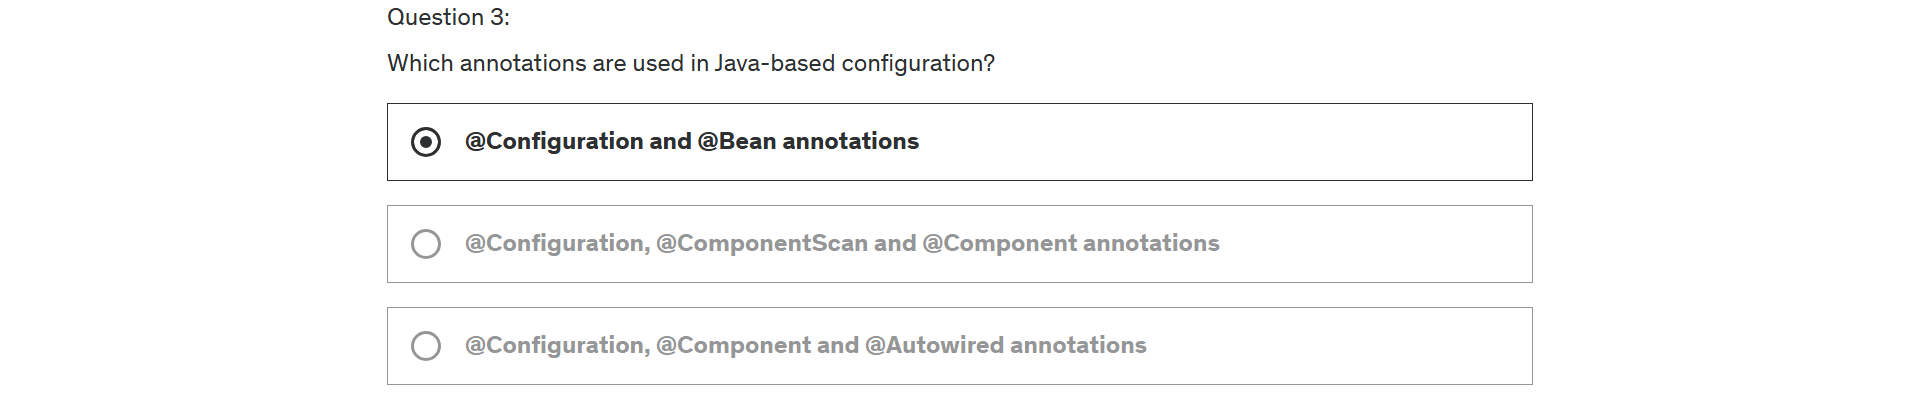 Question 3:
Which annotations are used in Java-based configuration?
@Configuration and @Bean annotations
@Configuration, @ComponentScan and @Component annotations
@Configuration, @Component and @Autowired annotations